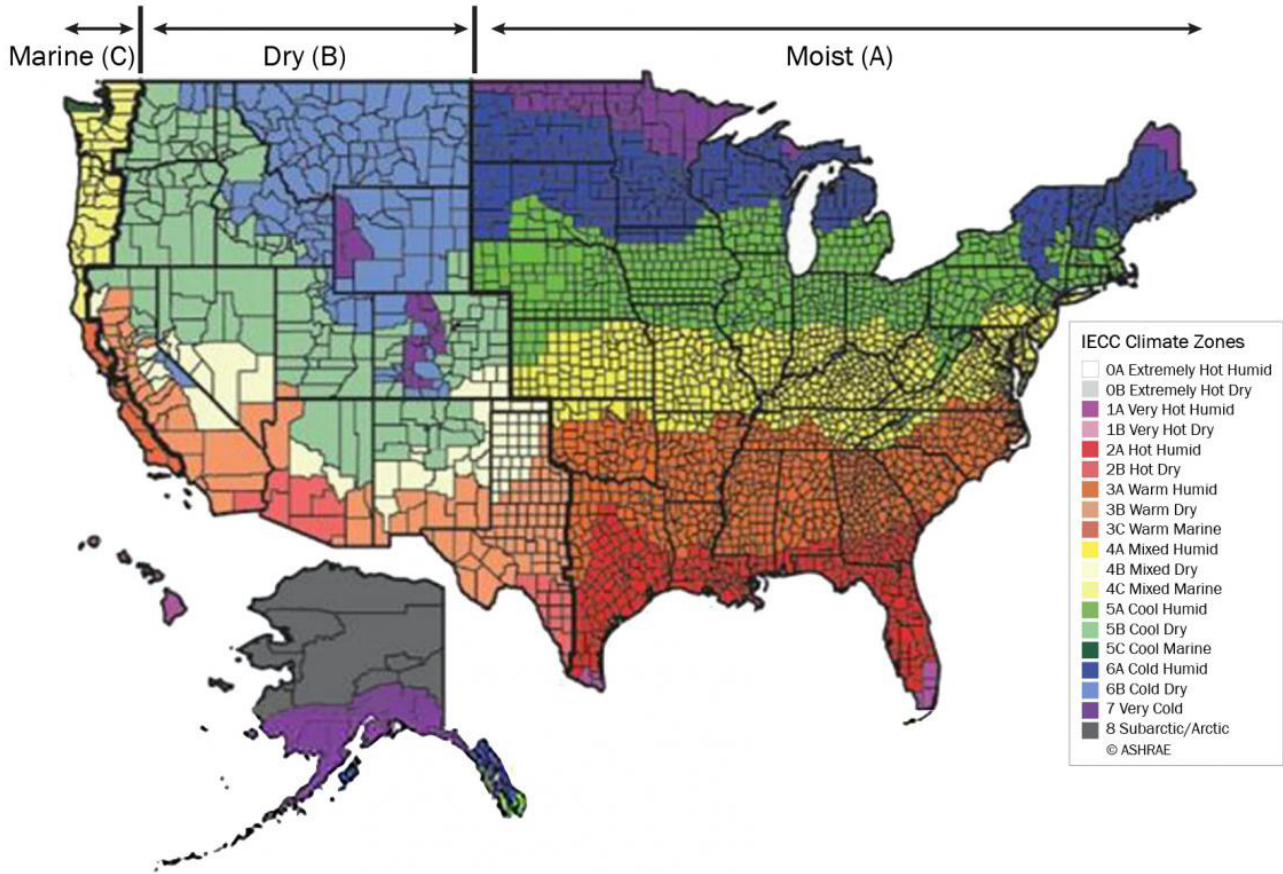 Marine (C)
Dry (B)
Moist (A)
IECC Climate Zones
0A Extremely Hot Humid
0B Extremely Hot Dry
1A Very Hot Humid
1B Very Hot Dry
2A Hot Humid
2B Hot Dry
3A Warm Humid
3B Warm Dry
3C Warm Marine
4A Mixed Humid
4B Mixed Dry
4C Mixed Marine
5A Cool Humid
5B Cool Dry
5C Cool Marine
6A Cold Humid
6B Cold Dry
7 Very Cold
8 Subarctic/Arctic
© ASHRAE